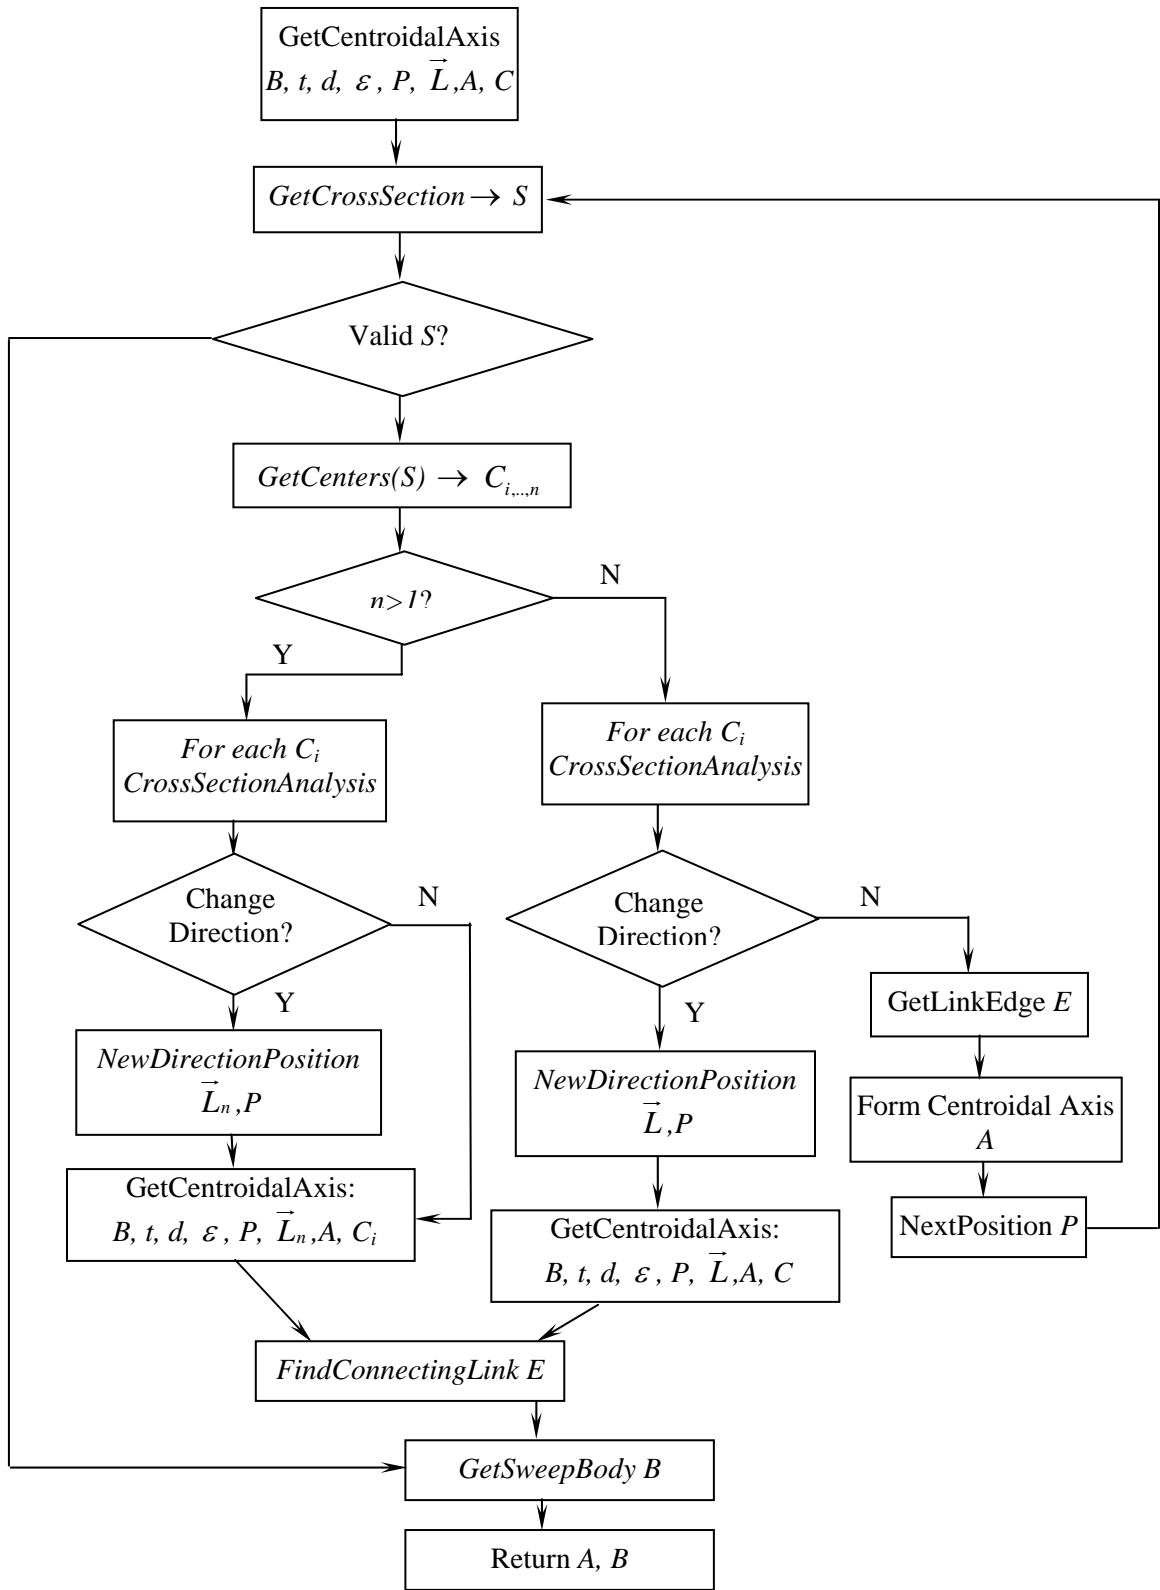 GetCentroidalAxis
B, t, d, ε, P, L⃗,A, C
GetCrossSection → S
Valid S?
GetCenters(S) → C_{i,..,n}
n>1?
N
Y
For each C_i
CrossSectionAnalysis
For each C_i
CrossSectionAnalysis
Change
Direction?
N
Y
Change
Direction?
N
Y
GetLinkEdge E
NewDirectionPosition
L⃗_n,P
NewDirectionPosition
L⃗,P
Form Centroidal Axis
A
GetCentroidalAxis:
B, t, d, ε, P, L⃗_n,A, C_i
GetCentroidalAxis:
B, t, d, ε, P, L⃗,A, C
NextPosition P
FindConnectingLink E
GetSweepBody B
Return A, B